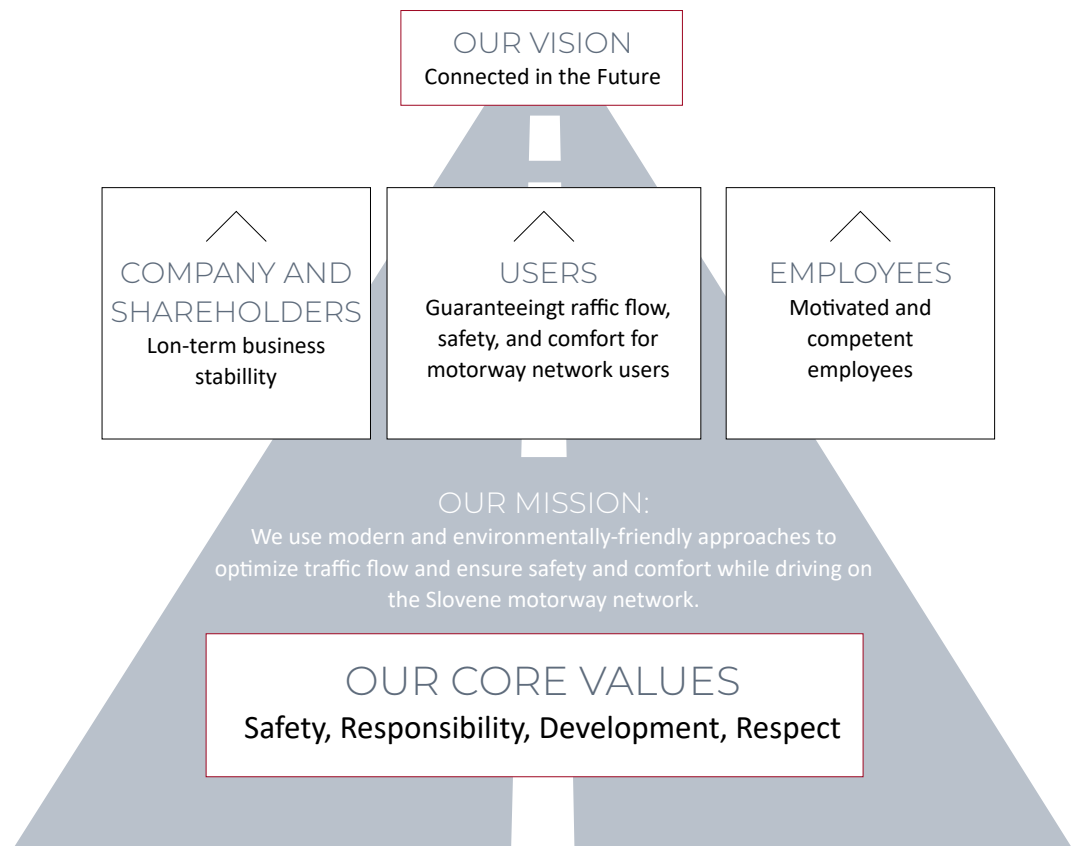 OUR VISION
Connected in the Future
COMPANY AND
SHAREHOLDERS
Lon-term business
stabillity
USERS
Guaranteeingt raffic flow,
safety, and comfort for
motorway network users
EMPLOYEES
Motivated and
competent
employees
OUR MISSION:
We use modern and environmentally-friendly approaches to
optimize traffic flow and ensure safety and comfort while driving on
the Slovene motorway network.
OUR CORE VALUES
Safety, Responsibility, Development, Respect